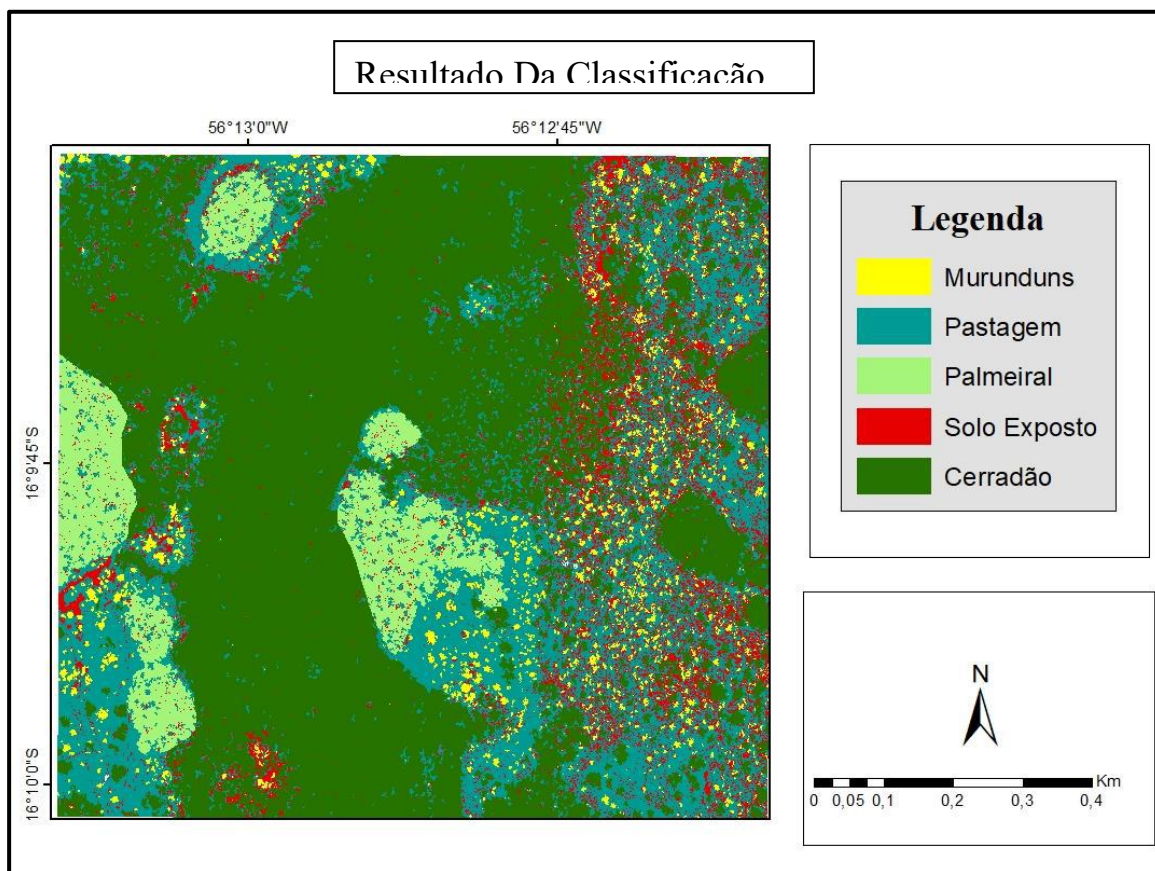 Resultado Da Classificação
56°13'0"W
56°12'45"W
16°9'45"S
16°10'0"S
Legenda
Murunduns
Pastagem
Palmeiral
Solo Exposto
Cerradão
N
Km
0 0,05 0,1 0,2 0,3 0,4